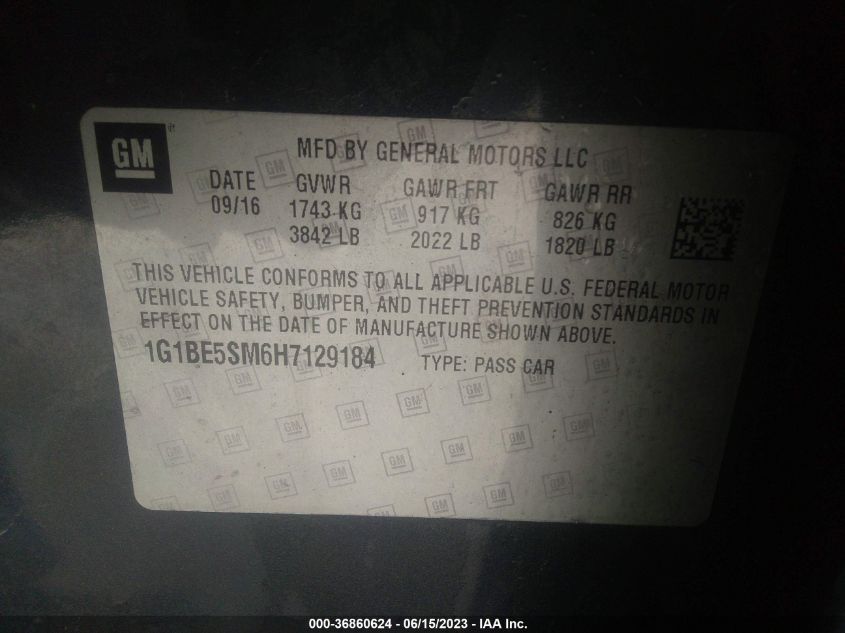 GM
MFD BY GENERAL MOTORS LLC
DATE GVWR GAWR FRT GAWR RR
09/16 1743 KG 917 KG 826 KG
3842 LB 2022 LB 1820 LB
THIS VEHICLE CONFORMS TO ALL APPLICABLE U.S. FEDERAL MOTOR
VEHICLE SAFETY, BUMPER, AND THEFT PREVENTION STANDARDS IN
EFFECT ON THE DATE OF MANUFACTURE SHOWN ABOVE.
1G1BE5SM6H7129184 TYPE: PASS CAR
000-36860624 - 06/15/2023 - IAA Inc.